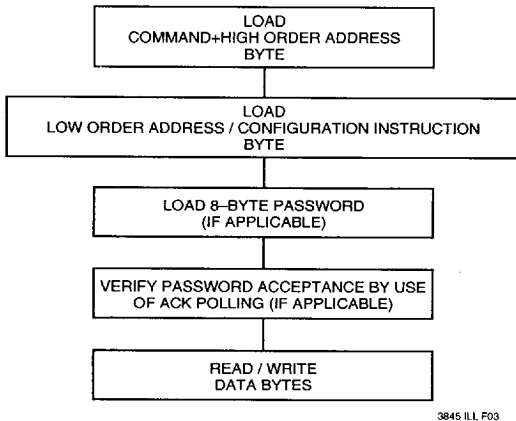 LOAD
COMMAND+HIGH ORDER ADDRESS
BYTE
LOAD
LOW ORDER ADDRESS / CONFIGURATION INSTRUCTION
BYTE
LOAD 8–BYTE PASSWORD
(IF APPLICABLE)
VERIFY PASSWORD ACCEPTANCE BY USE
OF ACK POLLING (IF APPLICABLE)
READ / WRITE
DATA BYTES
3845 ILL F03